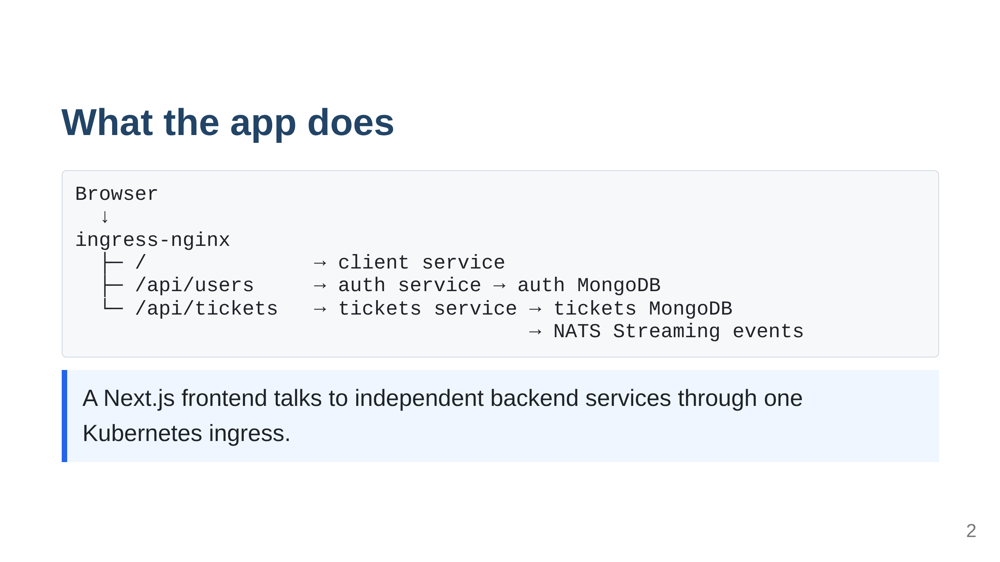 What the app does
Browser
  ↓
ingress-nginx
  ├─ /              → client service
  ├─ /api/users     → auth service → auth MongoDB
  └─ /api/tickets   → tickets service → tickets MongoDB
                                      → NATS Streaming events
A Next.js frontend talks to independent backend services through one
Kubernetes ingress.
2